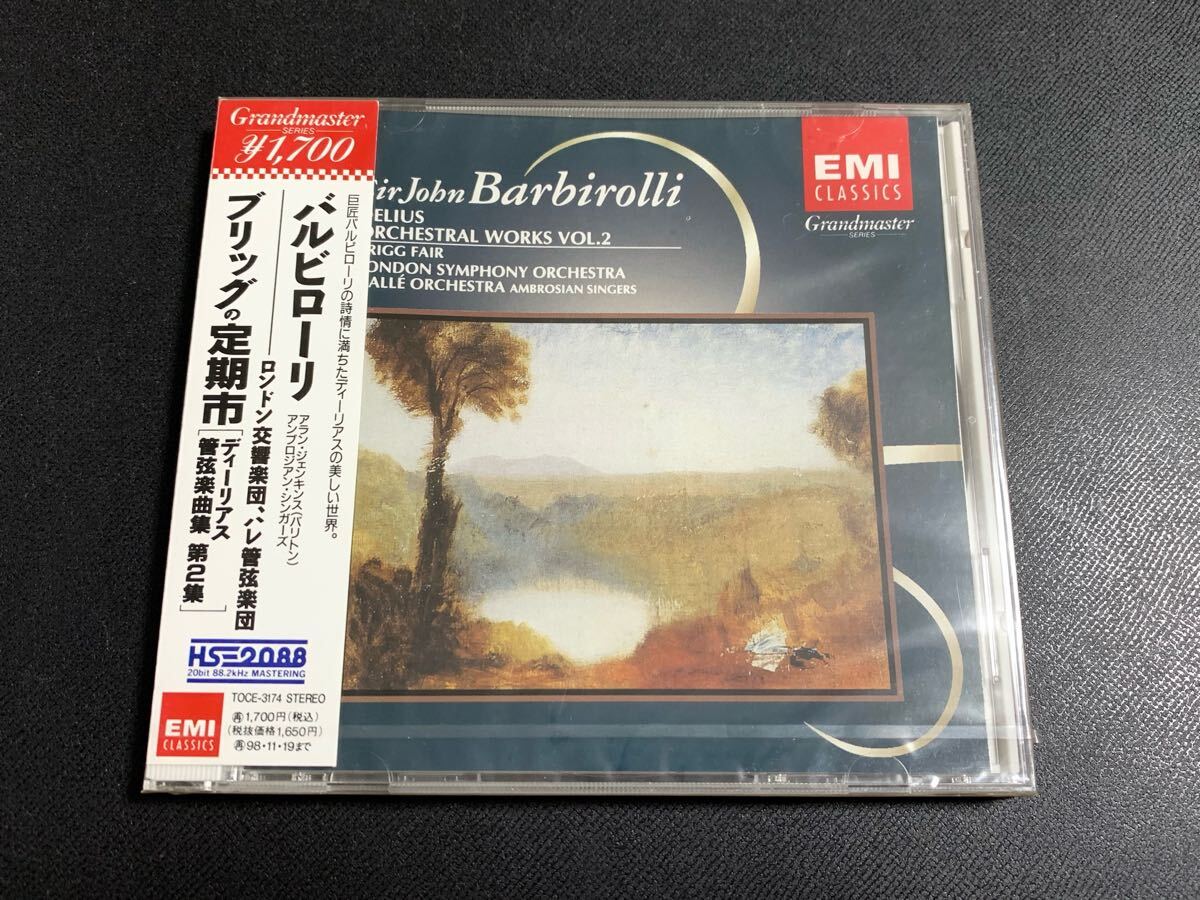 Grandmaster
SERIES
¥1,700
巨匠バルビローリの詩情に満ちたディーリアスの美しい世界。
バルビローリ
アラン・ジェンキンス(バリトン)
アンブロジアン・シンガーズ
ロンドン交響楽団、ハレ管弦楽団
ブリッグの定期市
ディーリアス
管弦楽曲集 第2集
HS-2088
20bit 88.2kHz MASTERING
TOCE-3174 STEREO
EMI
CLASSICS
再1,700円(税込)
(税抜価格1,650円)
再98・11・19まで
Sir John Barbirolli
DELIUS
ORCHESTRAL WORKS VOL.2
BRIGG FAIR
LONDON SYMPHONY ORCHESTRA
HALLÉ ORCHESTRA AMBROSIAN SINGERS
EMI
CLASSICS
Grandmaster
SERIES